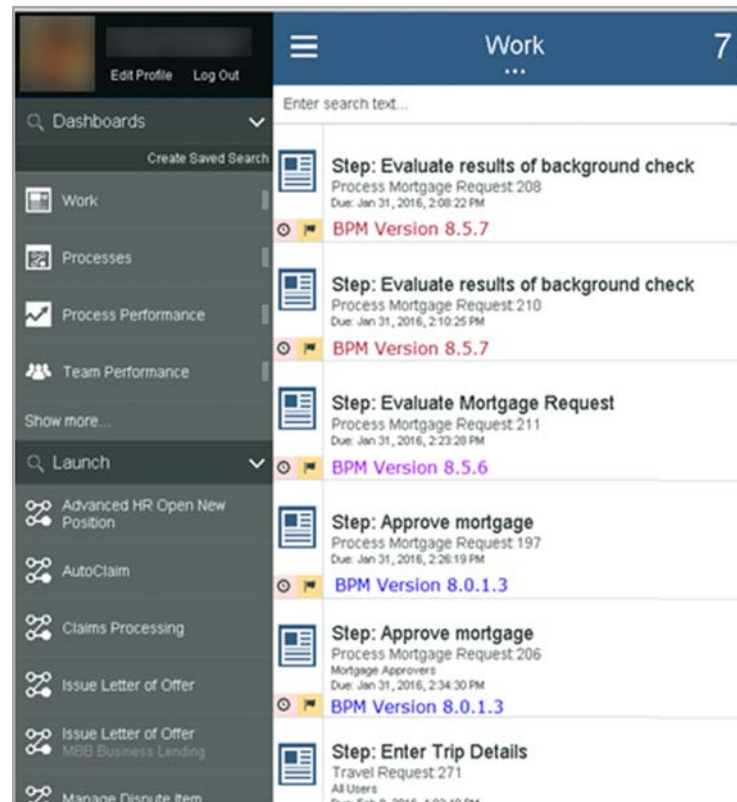 Edit Profile Log Out
Dashboards
Create Saved Search
Work
Processes
Process Performance
Team Performance
Show more...
Launch
Advanced HR Open New
Position
AutoClaim
Claims Processing
Issue Letter of Offer
Issue Letter of Offer
MBB Business Lending
Manage Dispute Item
Work 7
...
Enter search text...
Step: Evaluate results of background check
Process Mortgage Request:208
Due: Jan 31, 2016, 2:08:22 PM
BPM Version 8.5.7
Step: Evaluate results of background check
Process Mortgage Request:210
Due: Jan 31, 2016, 2:10:25 PM
BPM Version 8.5.7
Step: Evaluate Mortgage Request
Process Mortgage Request:211
Due: Jan 31, 2016, 2:23:28 PM
BPM Version 8.5.6
Step: Approve mortgage
Process Mortgage Request:197
Due: Jan 31, 2016, 2:26:19 PM
BPM Version 8.0.1.3
Step: Approve mortgage
Process Mortgage Request:206
Mortgage Approvers
Due: Jan 31, 2016, 2:34:30 PM
BPM Version 8.0.1.3
Step: Enter Trip Details
Travel Request:271
All Users